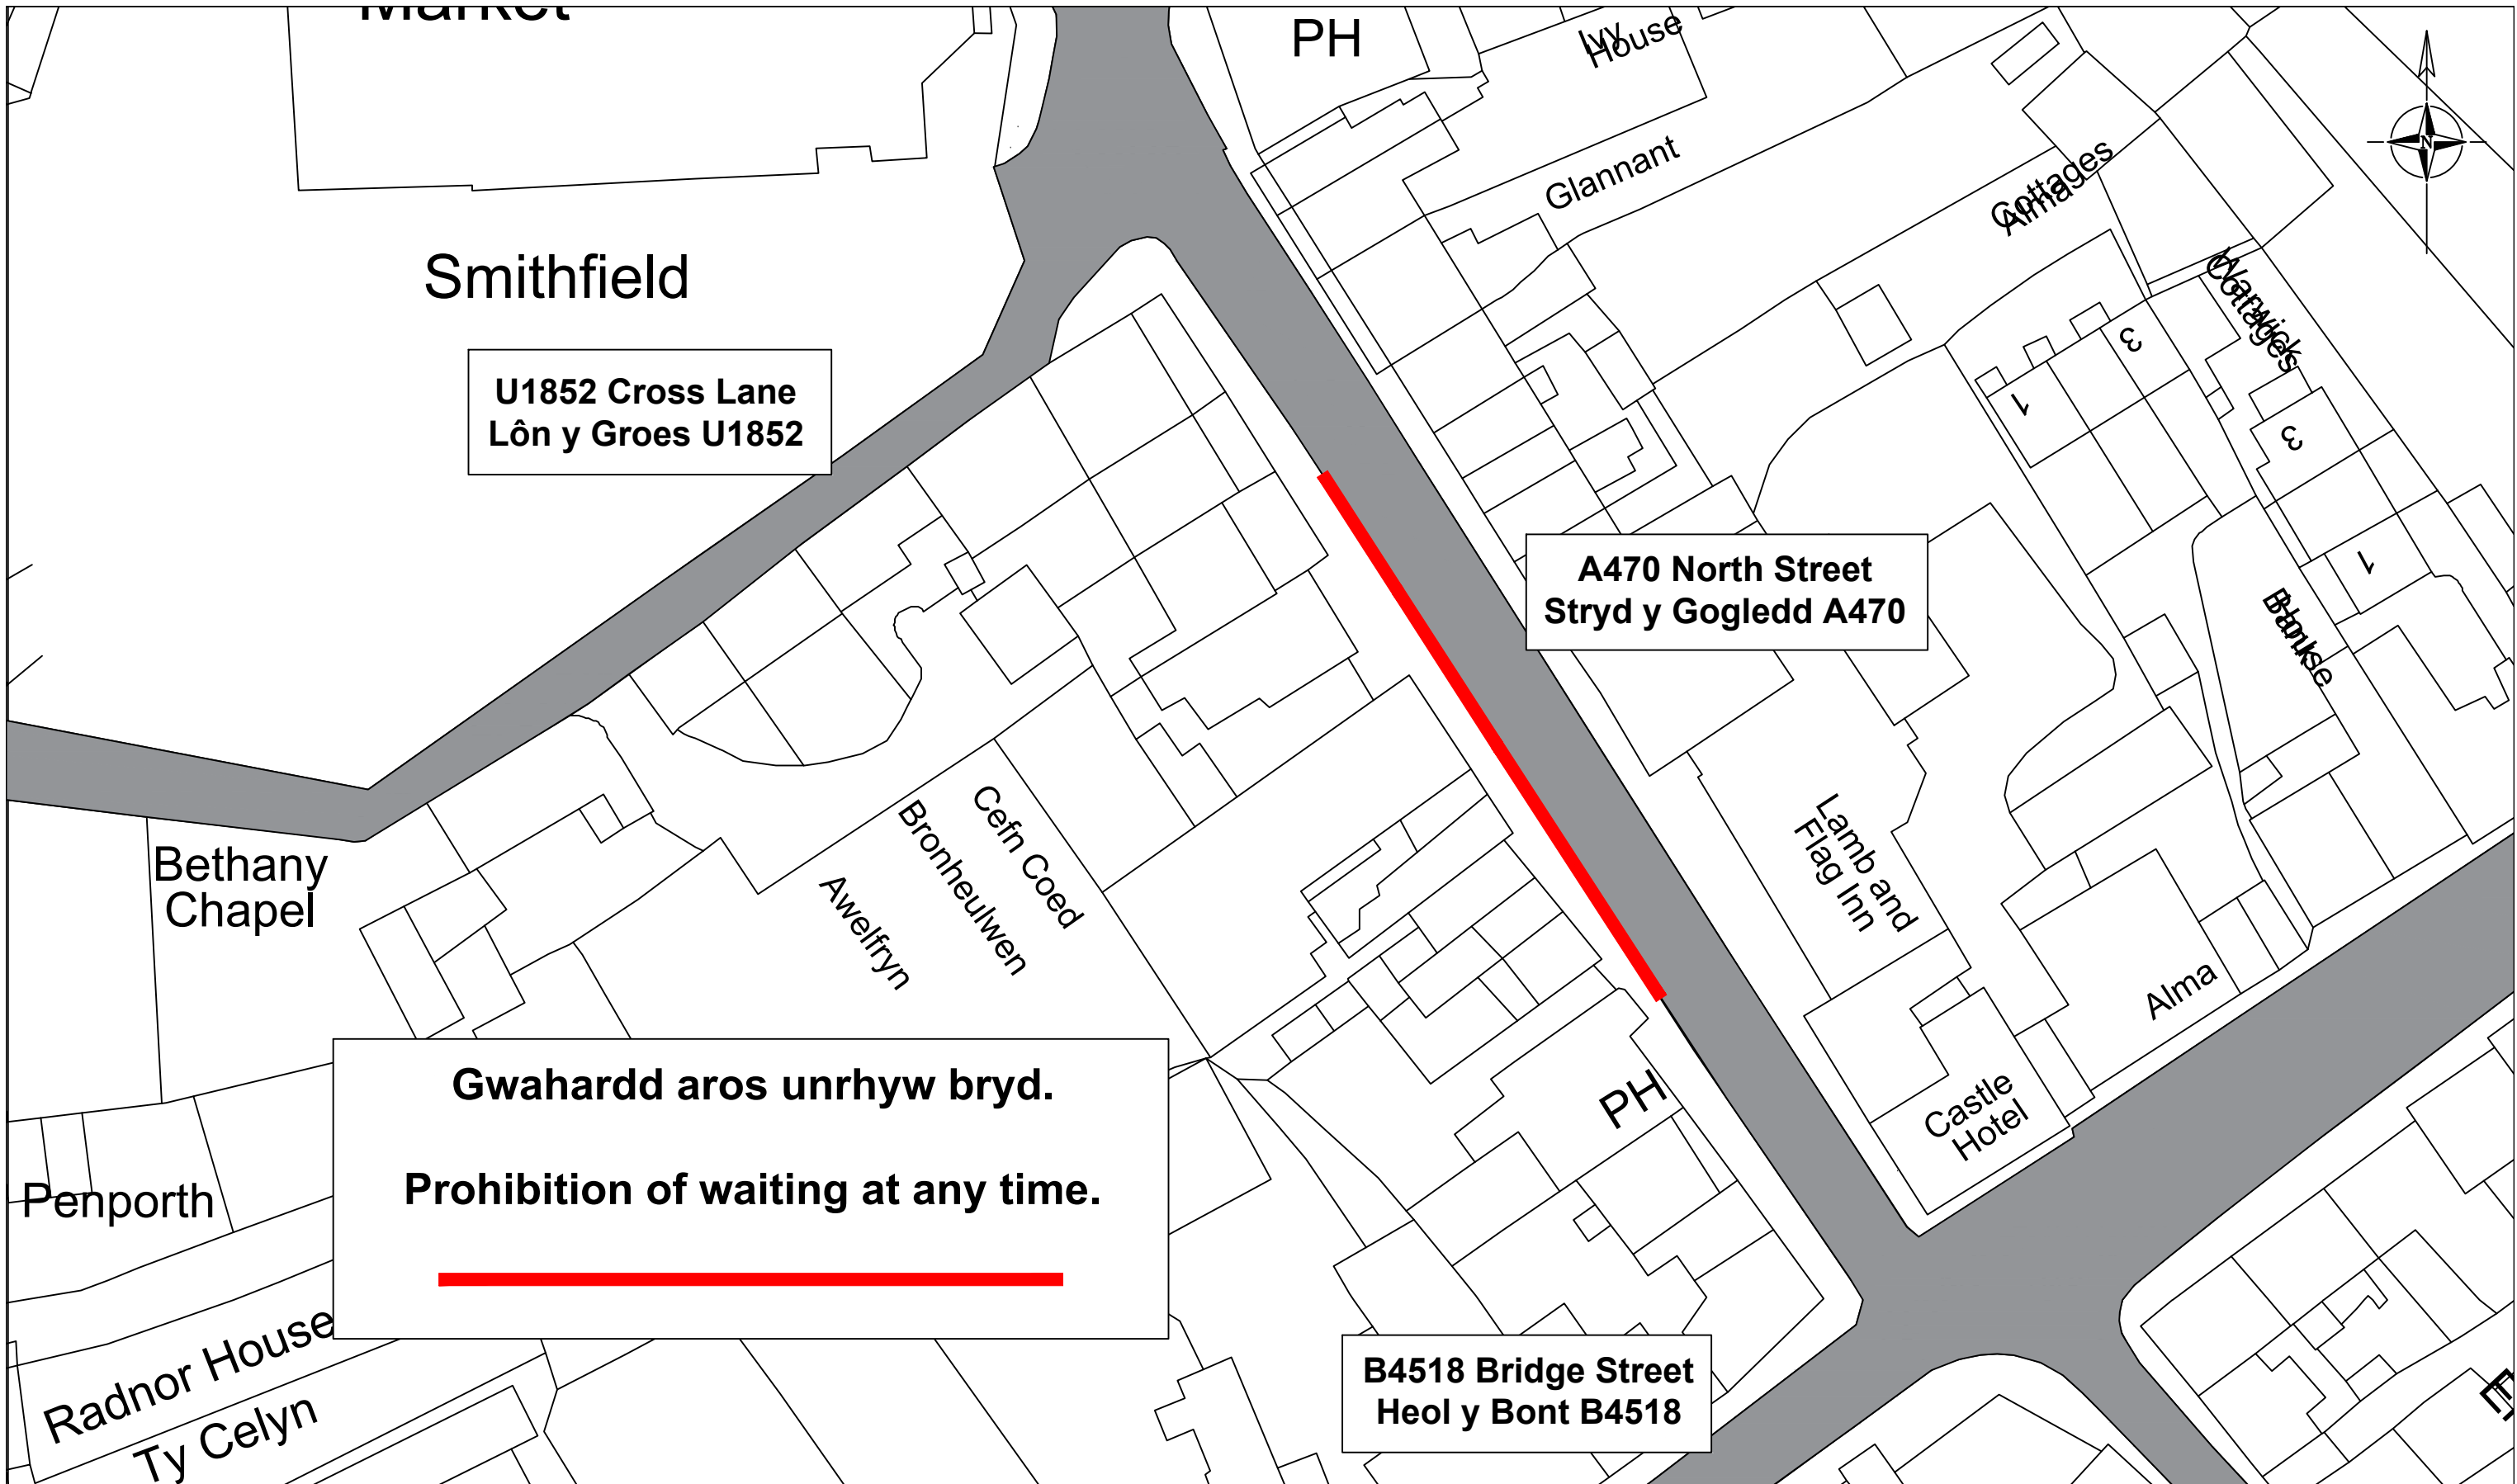 Market
PH
Ivy
House
Glannant
Cottages
Alma
N
Smithfield
Warwick
Cottages
3
1
3
1
U1852 Cross Lane
Lôn y Groes U1852
A470 North Street
Stryd y Gogledd A470
Bank
House
Bethany
Chapel
Cefn Coed
Bronheulwen
Awelfryn
Lamb and
Flag Inn
Alma
Castle
Hotel
PH
Gwahardd aros unrhyw bryd.
Prohibition of waiting at any time.
Penporth
Radnor House
Ty Celyn
B4518 Bridge Street
Heol y Bont B4518